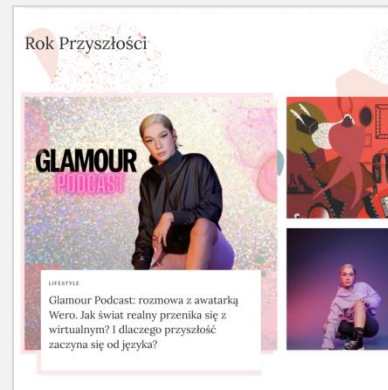 Rok Przyszłości
GLAMOUR
PODCAST
LIFESTYLE
Glamour Podcast: rozmowa z awatarką
Wero. Jak świat realny przenika się z
wirtualnym? I dlaczego przyszłość
zaczyna się od języka?